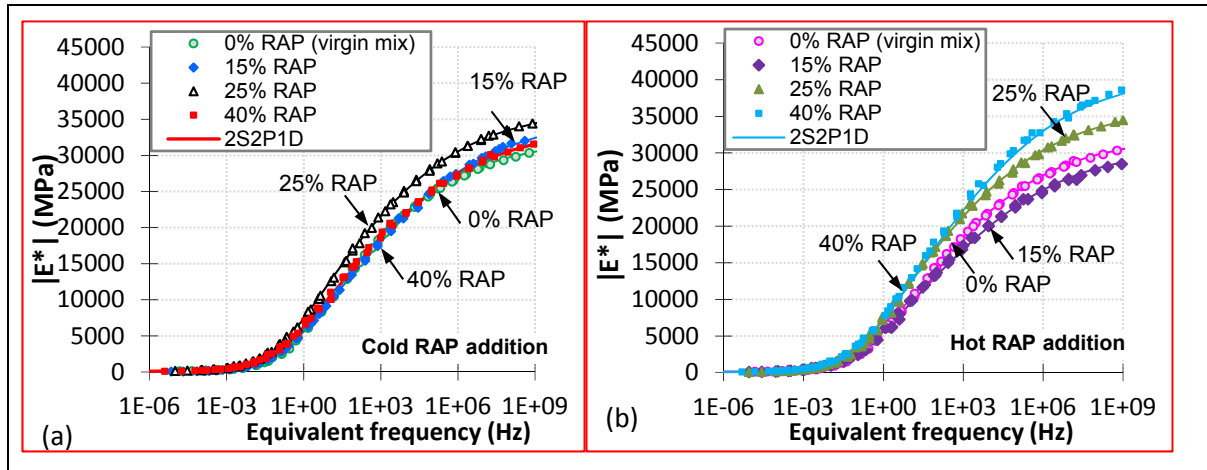 45000
40000
35000
30000
25000
20000
15000
10000
5000
0
|E*| (MPa)
0% RAP (virgin mix)
15% RAP
25% RAP
40% RAP
2S2P1D
15% RAP
25% RAP
0% RAP
40% RAP
Cold RAP addition
1E-06 1E-03 1E+00 1E+03 1E+06 1E+09
Equivalent frequency (Hz)
(a)
45000
40000
35000
30000
25000
20000
15000
10000
5000
0
|E*| (MPa)
0% RAP (virgin mix)
15% RAP
25% RAP
40% RAP
2S2P1D
25% RAP
40% RAP
15% RAP
0% RAP
Hot RAP addition
1E-06 1E-03 1E+00 1E+03 1E+06 1E+09
Equivalent frequency (Hz)
(b)